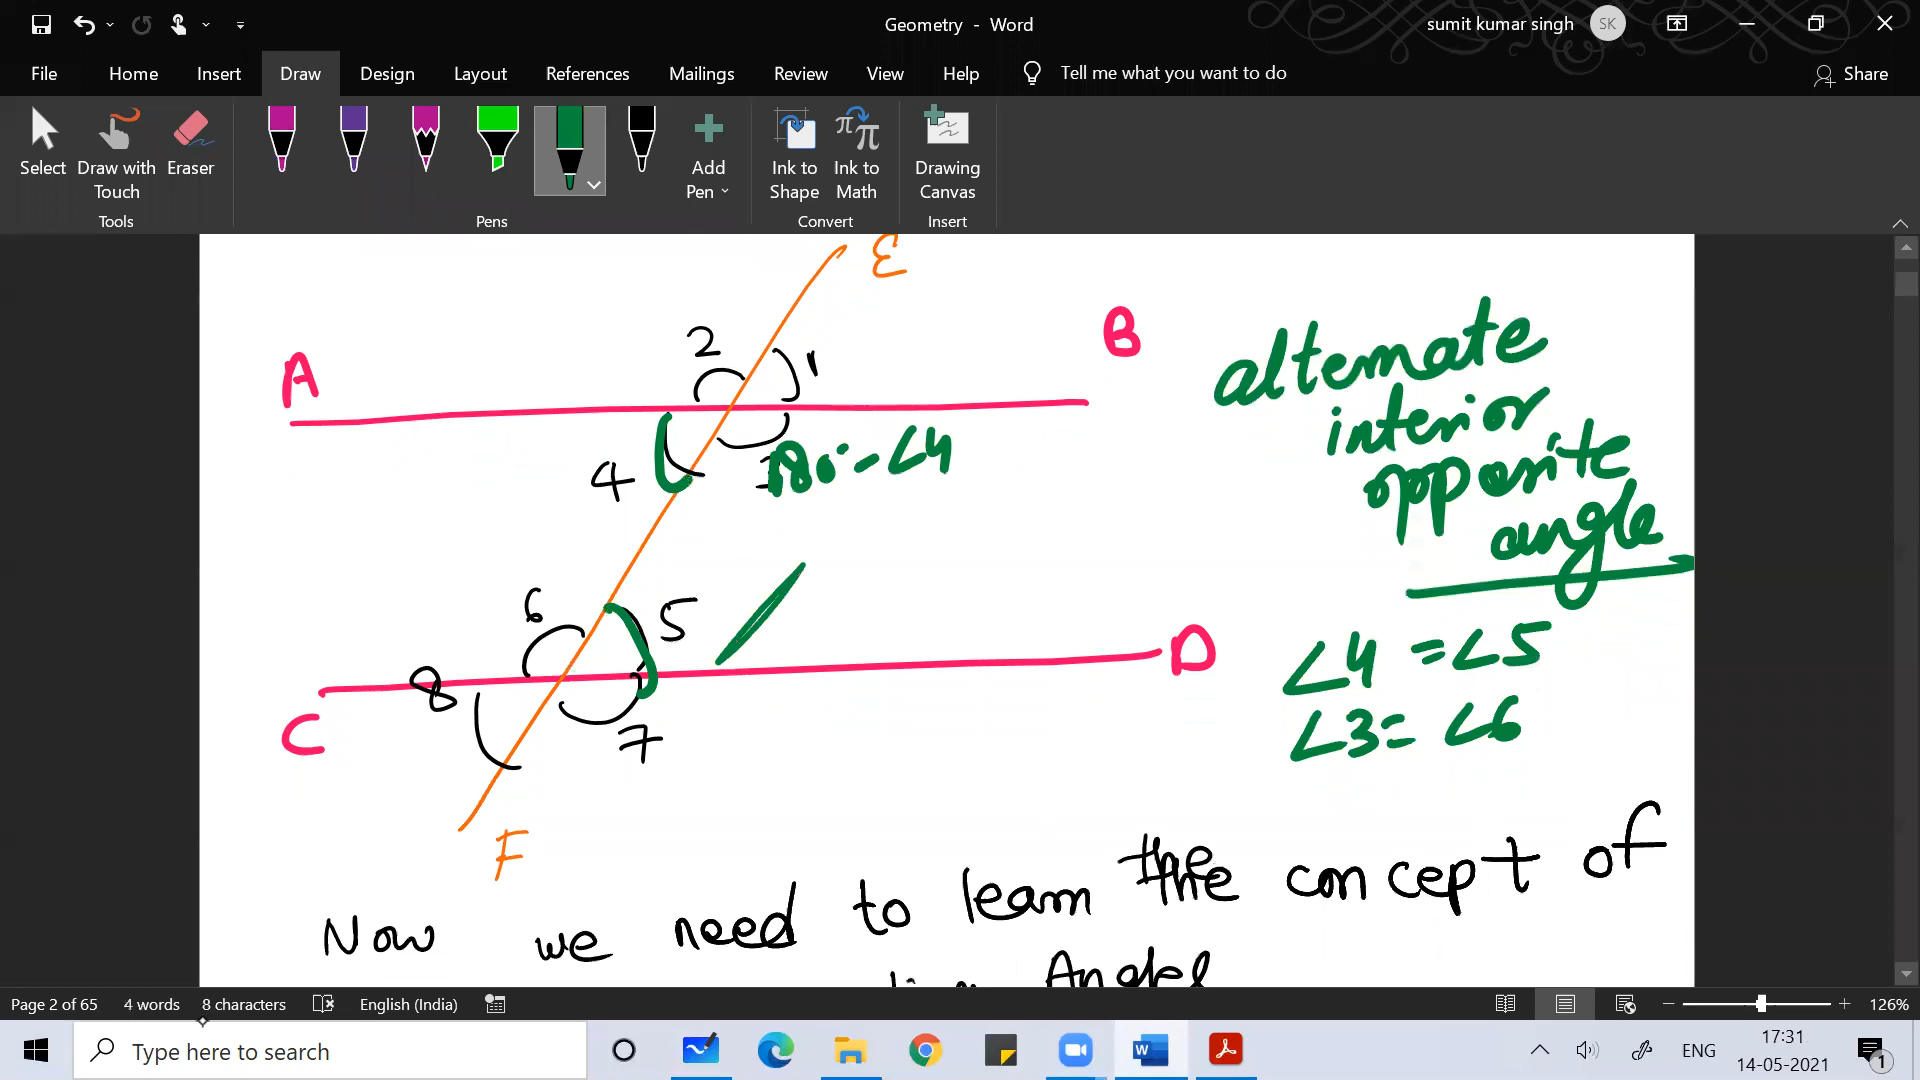 Geometry - Word
sumit kumar singh
SK
File Home Insert Draw Design Layout References Mailings Review View Help Tell me what you want to do
Share
Select
Draw with Touch
Eraser
Add Pen
Ink to Shape
Ink to Math
Drawing Canvas
Tools
Pens
Convert
Insert
E
A
B
2
1
4
180° - ∠4
alternate
interior
opposite
angle
6
5
8
7
C
D
F
∠4 = ∠5
∠3 = ∠6
Now we need to learn the the concept of
Angles
Page 2 of 65 4 words 8 characters English (India)
126%
Type here to search
ENG
17:31
14-05-2021
1